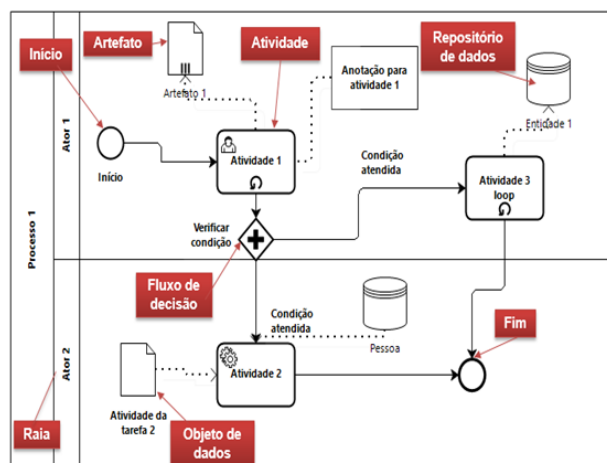 Artefato
Atividade
Repositório
de dados
Inicio
Artefato 1
Anotação para
atividade 1
Entidade 1
Ator 1
Início
Atividade 1
Condição
atendida
Atividade 3
loop
Verificar
condição
Processo 1
Fluxo de
decisão
Condição
atendida
Pessoa
Fim
Ator 2
Atividade 2
Raia
Atividade da
tarefa 2
Objeto de
dados